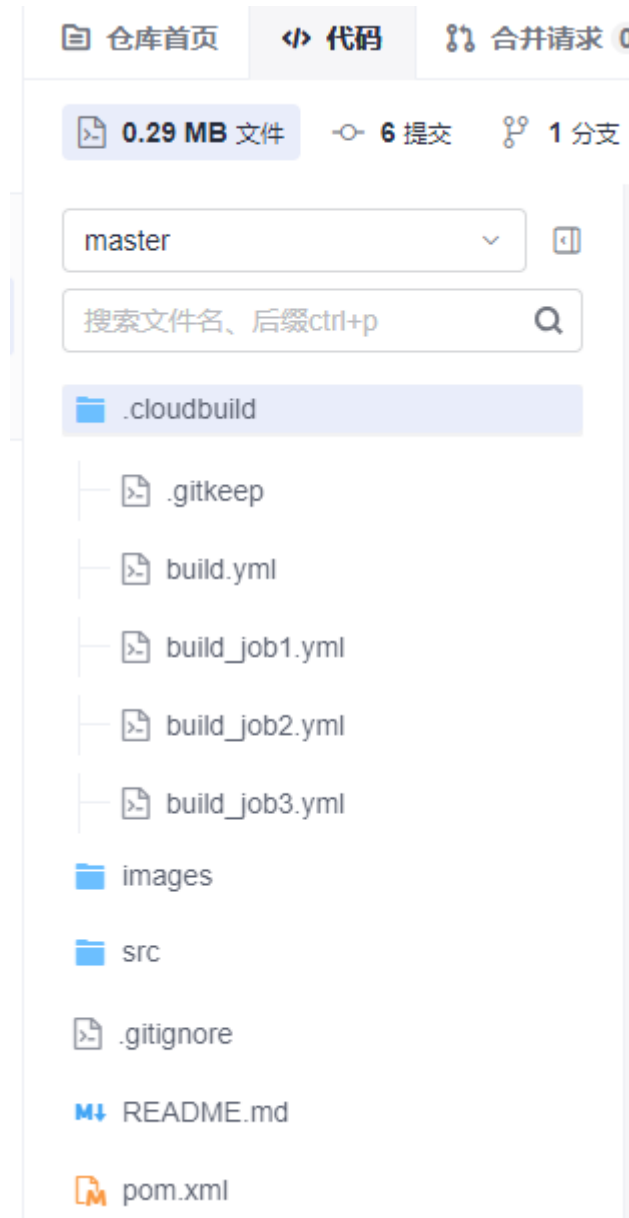 仓库首页 代码 合并请求 0
0.29 MB 文件 6 提交 1 分支
master
搜索文件名、后缀ctrl+p
.cloudbuild
.gitkeep
build.yml
build_job1.yml
build_job2.yml
build_job3.yml
images
src
.gitignore
README.md
pom.xml